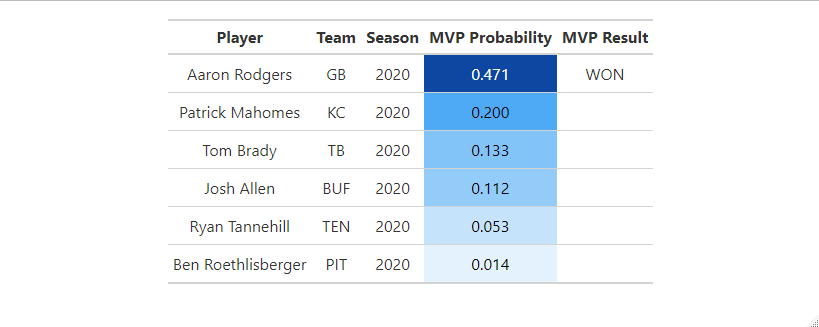 Player Team Season MVP Probability MVP Result
Aaron Rodgers GB 2020 0.471 WON
Patrick Mahomes KC 2020 0.200
Tom Brady TB 2020 0.133
Josh Allen BUF 2020 0.112
Ryan Tannehill TEN 2020 0.053
Ben Roethlisberger PIT 2020 0.014